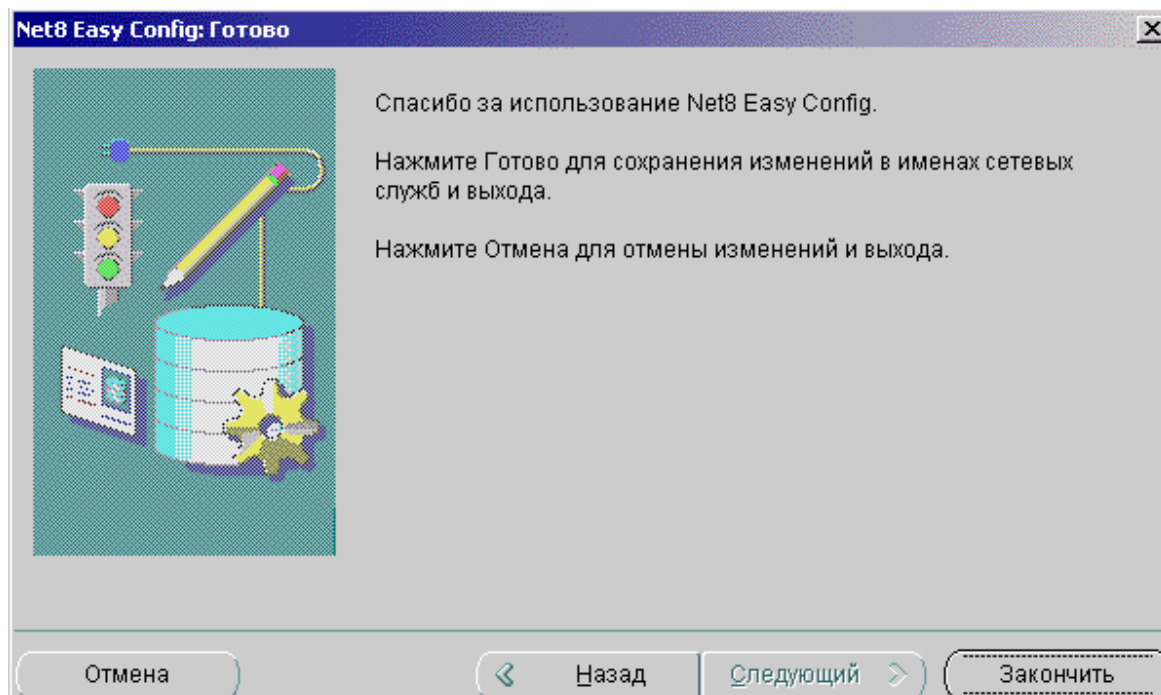 Net8 Easy Config: Готово
Спасибо за использование Net8 Easy Config.
Нажмите Готово для сохранения изменений в именах сетевых
служб и выхода.
Нажмите Отмена для отмены изменений и выхода.
Отмена
Назад
Следующий
Закончить